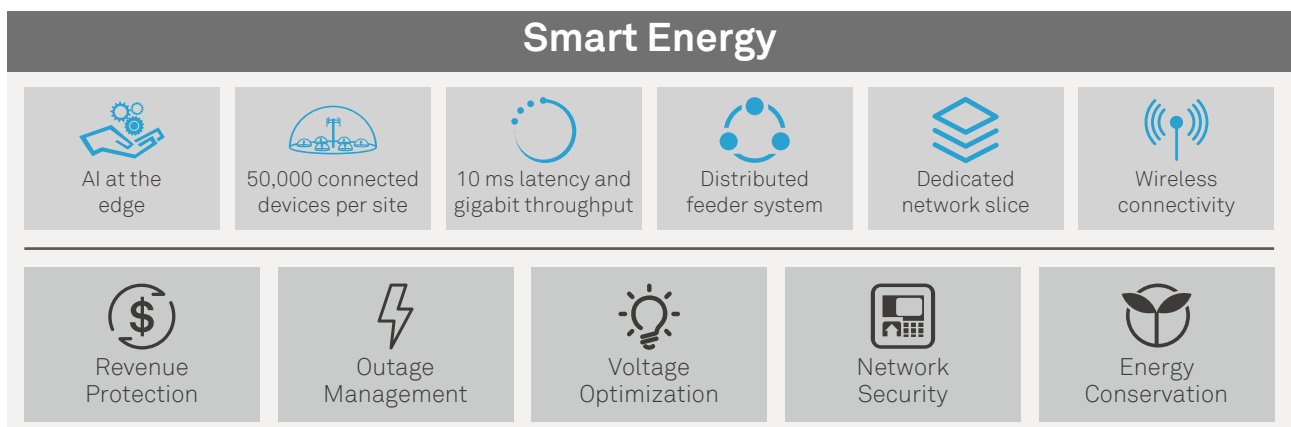 Smart Energy
AI at the
edge
50,000 connected
devices per site
10 ms latency and
gigabit throughput
Distributed
feeder system
Dedicated
network slice
Wireless
connectivity
$
Revenue
Protection
Outage
Management
Voltage
Optimization
Network
Security
Energy
Conservation